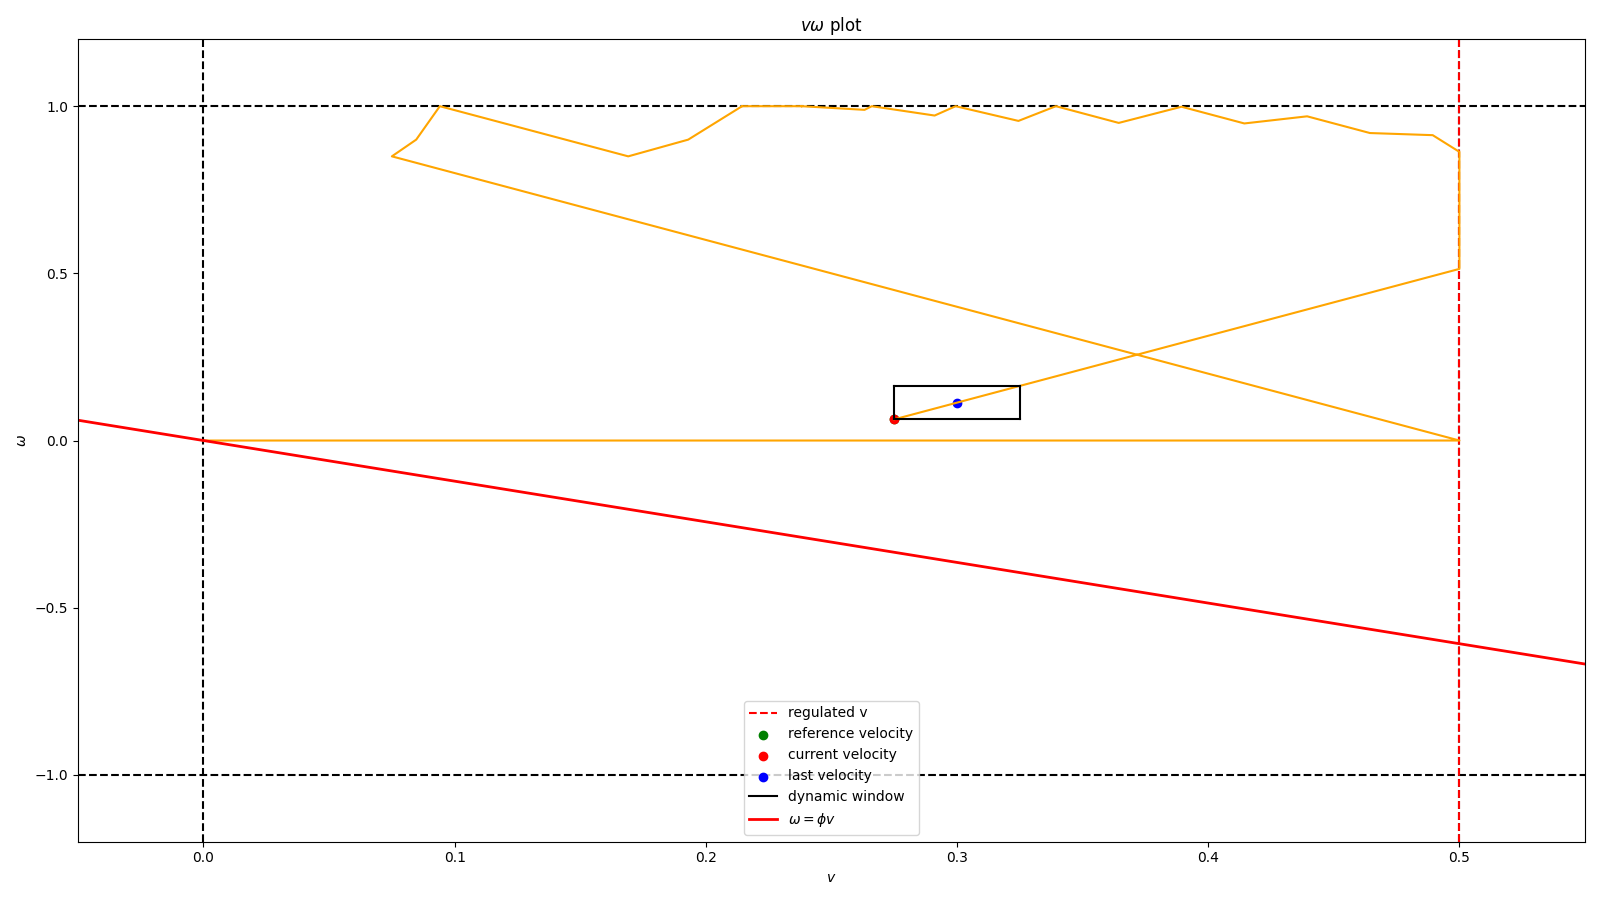 vω plot
1.0
0.5
0.0
−0.5
−1.0
ω
0.0 0.1 0.2 0.3 0.4 0.5
v
regulated v
reference velocity
current velocity
last velocity
dynamic window
ω = ϕv